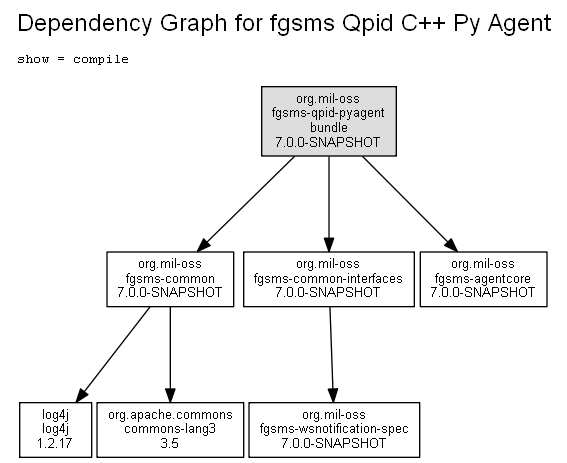 Dependency Graph for fgsms Qpid C++ Py Agent
show = compile
org.mil-oss
fgsms-qpid-pyagent
bundle
7.0.0-SNAPSHOT
org.mil-oss
fgsms-common
7.0.0-SNAPSHOT
org.mil-oss
fgsms-common-interfaces
7.0.0-SNAPSHOT
org.mil-oss
fgsms-agentcore
7.0.0-SNAPSHOT
log4j
log4j
1.2.17
org.apache.commons
commons-lang3
3.5
org.mil-oss
fgsms-wsnotification-spec
7.0.0-SNAPSHOT